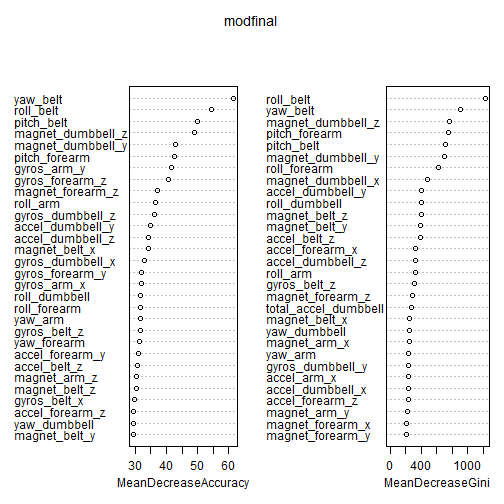 modfinal
yaw_belt
roll_belt
pitch_belt
magnet_dumbbell_z
magnet_dumbbell_y
pitch_forearm
gyros_arm_y
gyros_forearm_z
magnet_forearm_z
roll_arm
gyros_dumbbell_z
accel_dumbbell_y
accel_dumbbell_z
magnet_belt_x
gyros_dumbbell_x
gyros_forearm_y
gyros_arm_x
roll_dumbbell
roll_forearm
yaw_arm
gyros_belt_z
yaw_forearm
accel_forearm_y
accel_belt_z
magnet_arm_z
magnet_belt_z
gyros_belt_x
accel_forearm_z
yaw_dumbbell
magnet_belt_y
30 40 50 60
MeanDecreaseAccuracy
roll_belt
yaw_belt
magnet_dumbbell_z
pitch_forearm
pitch_belt
magnet_dumbbell_y
roll_forearm
magnet_dumbbell_x
accel_dumbbell_y
roll_dumbbell
magnet_belt_z
magnet_belt_y
accel_belt_z
accel_forearm_x
accel_dumbbell_z
roll_arm
gyros_belt_z
magnet_forearm_z
total_accel_dumbbell
magnet_belt_x
yaw_dumbbell
magnet_arm_x
yaw_arm
gyros_dumbbell_y
accel_arm_x
accel_dumbbell_x
accel_forearm_z
magnet_arm_y
magnet_forearm_x
magnet_forearm_y
0 400 1000
MeanDecreaseGini